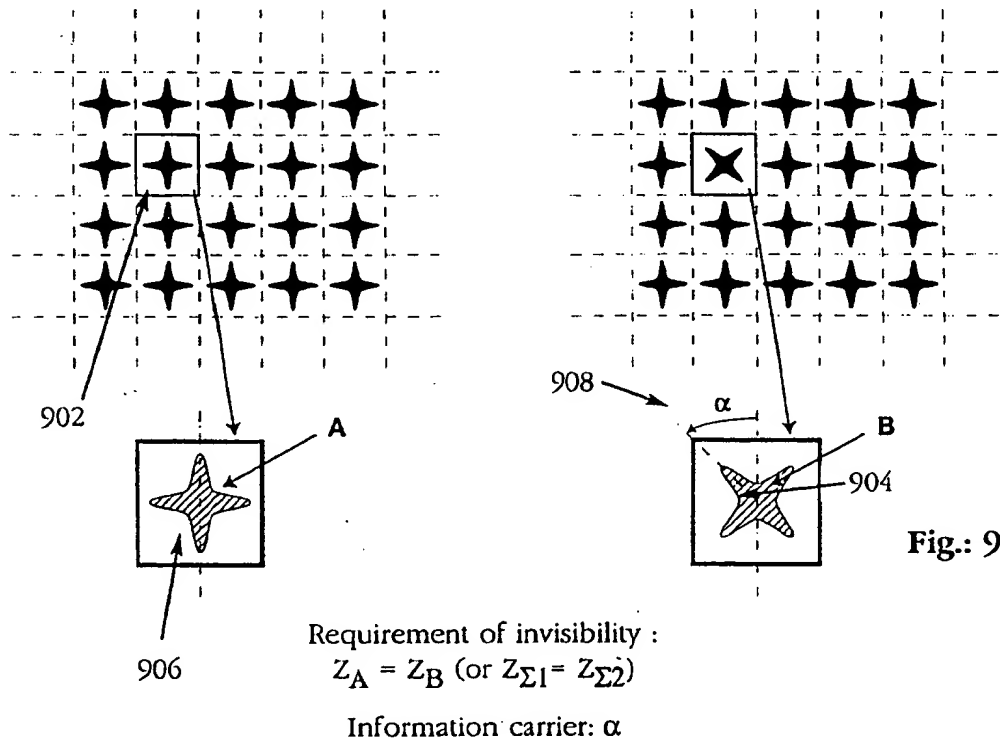 902
A
906
908
α
B
904
Fig.: 9
Requirement of invisibility :
Z_A = Z_B (or Z_Σ1 = Z_Σ2)
Information carrier: α